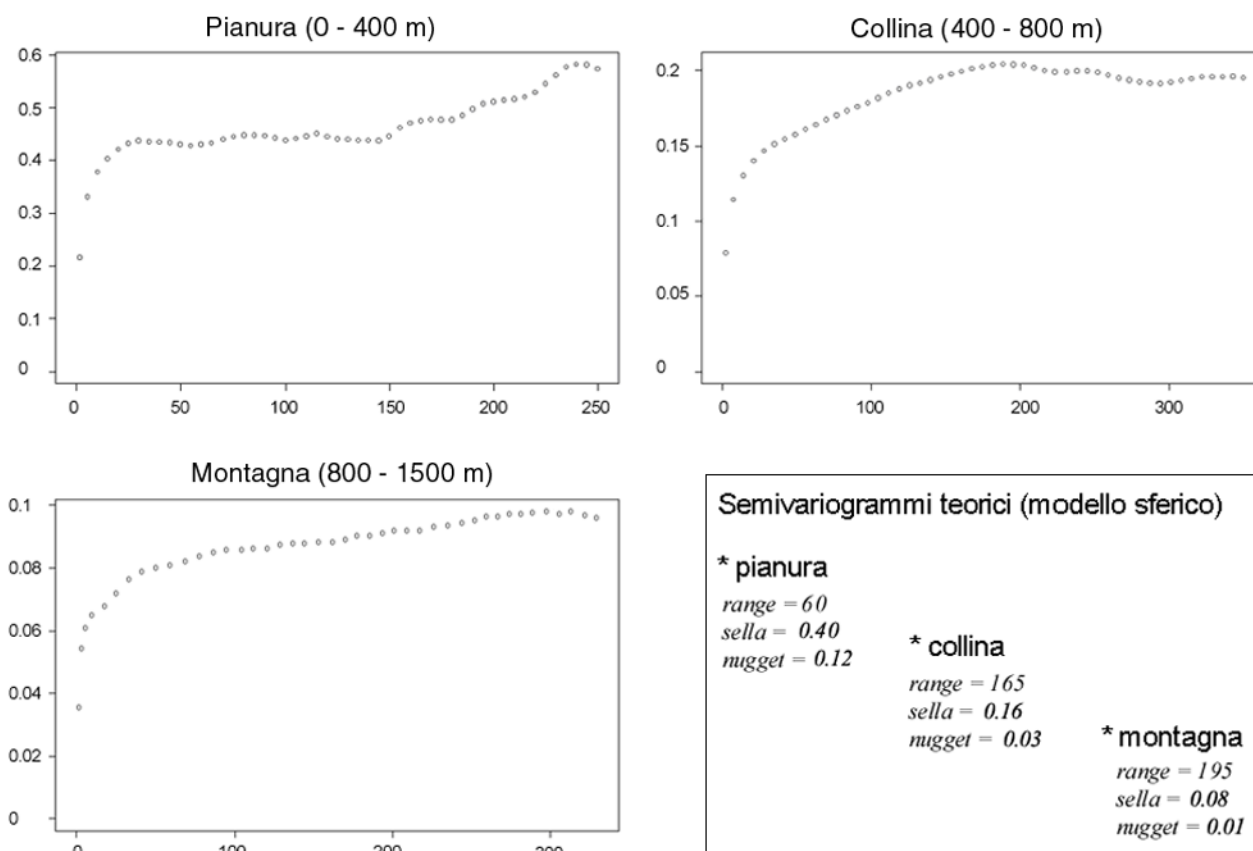 Pianura (0 - 400 m)
0.6
0.5
0.4
0.3
0.2
0.1
0
0 50 100 150 200 250
Collina (400 - 800 m)
0.2
0.15
0.1
0.05
0
0 100 200 300
Montagna (800 - 1500 m)
0.1
0.08
0.06
0.04
0.02
0
0 100 200 300
Semivariogrammi teorici (modello sferico)
* pianura
range = 60
sella = 0.40
nugget = 0.12
* collina
range = 165
sella = 0.16
nugget = 0.03
* montagna
range = 195
sella = 0.08
nugget = 0.01